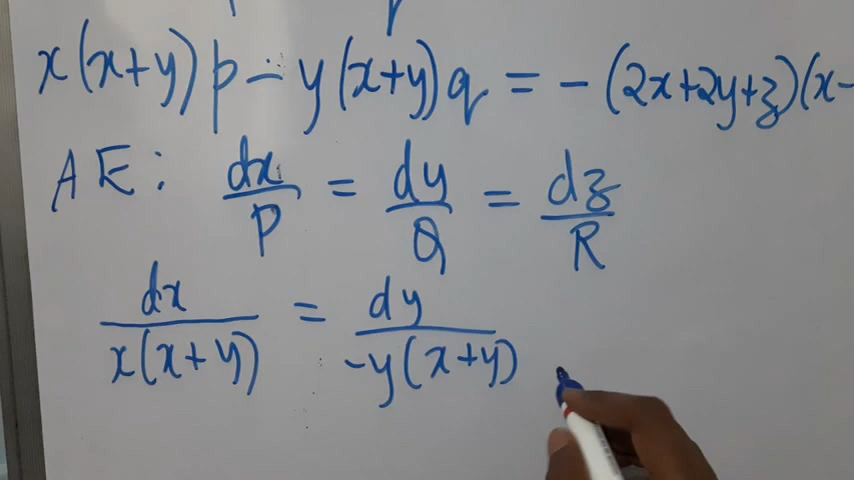 x(x+y)p - y(x+y)q = -(2x+2y+z)(x-
AE: dx/P = dy/Q = dz/R
dx/x(x+y) = dy/-y(x+y)